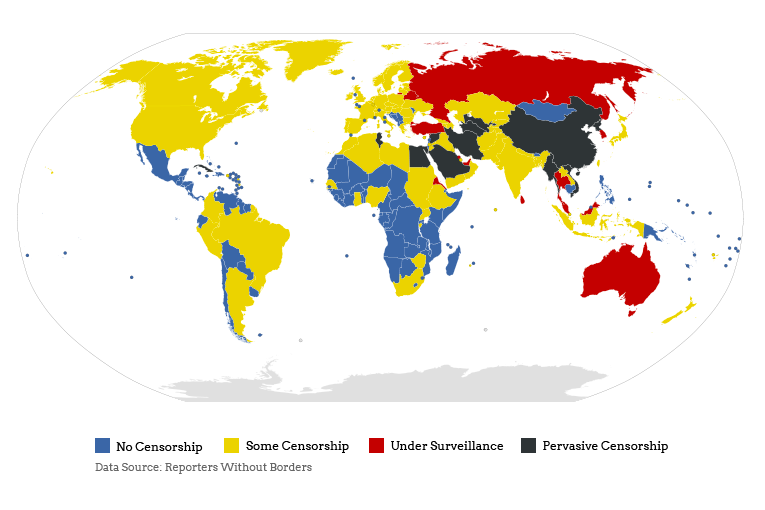 No Censorship Some Censorship Under Surveillance Pervasive Censorship
Data Source: Reporters Without Borders